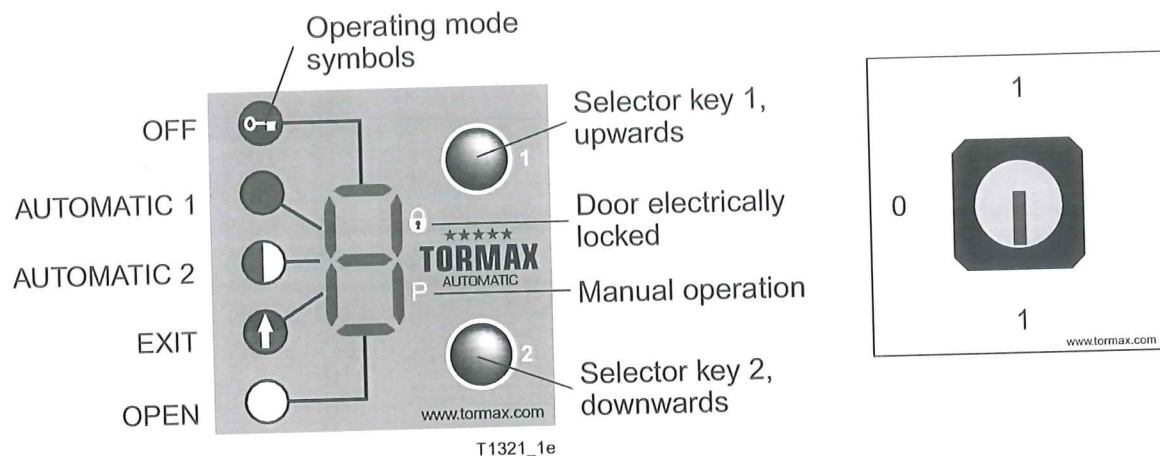 Operating mode
symbols
OFF
AUTOMATIC 1
AUTOMATIC 2
EXIT
OPEN
1
★★★★★
TORMAX
AUTOMATIC
P
2
www.tormax.com
Selector key 1,
upwards
Door electrically
locked
Manual operation
Selector key 2,
downwards
T1321_1e
1
0
1
www.tormax.com